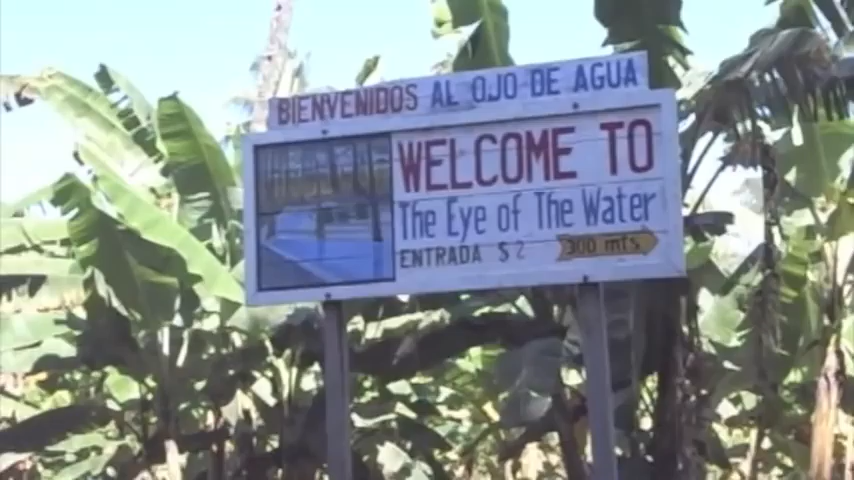 BIENVENIDOS AL OJO DE AGUA
WELCOME TO
The Eye of The Water
ENTRADA $2
300 mts